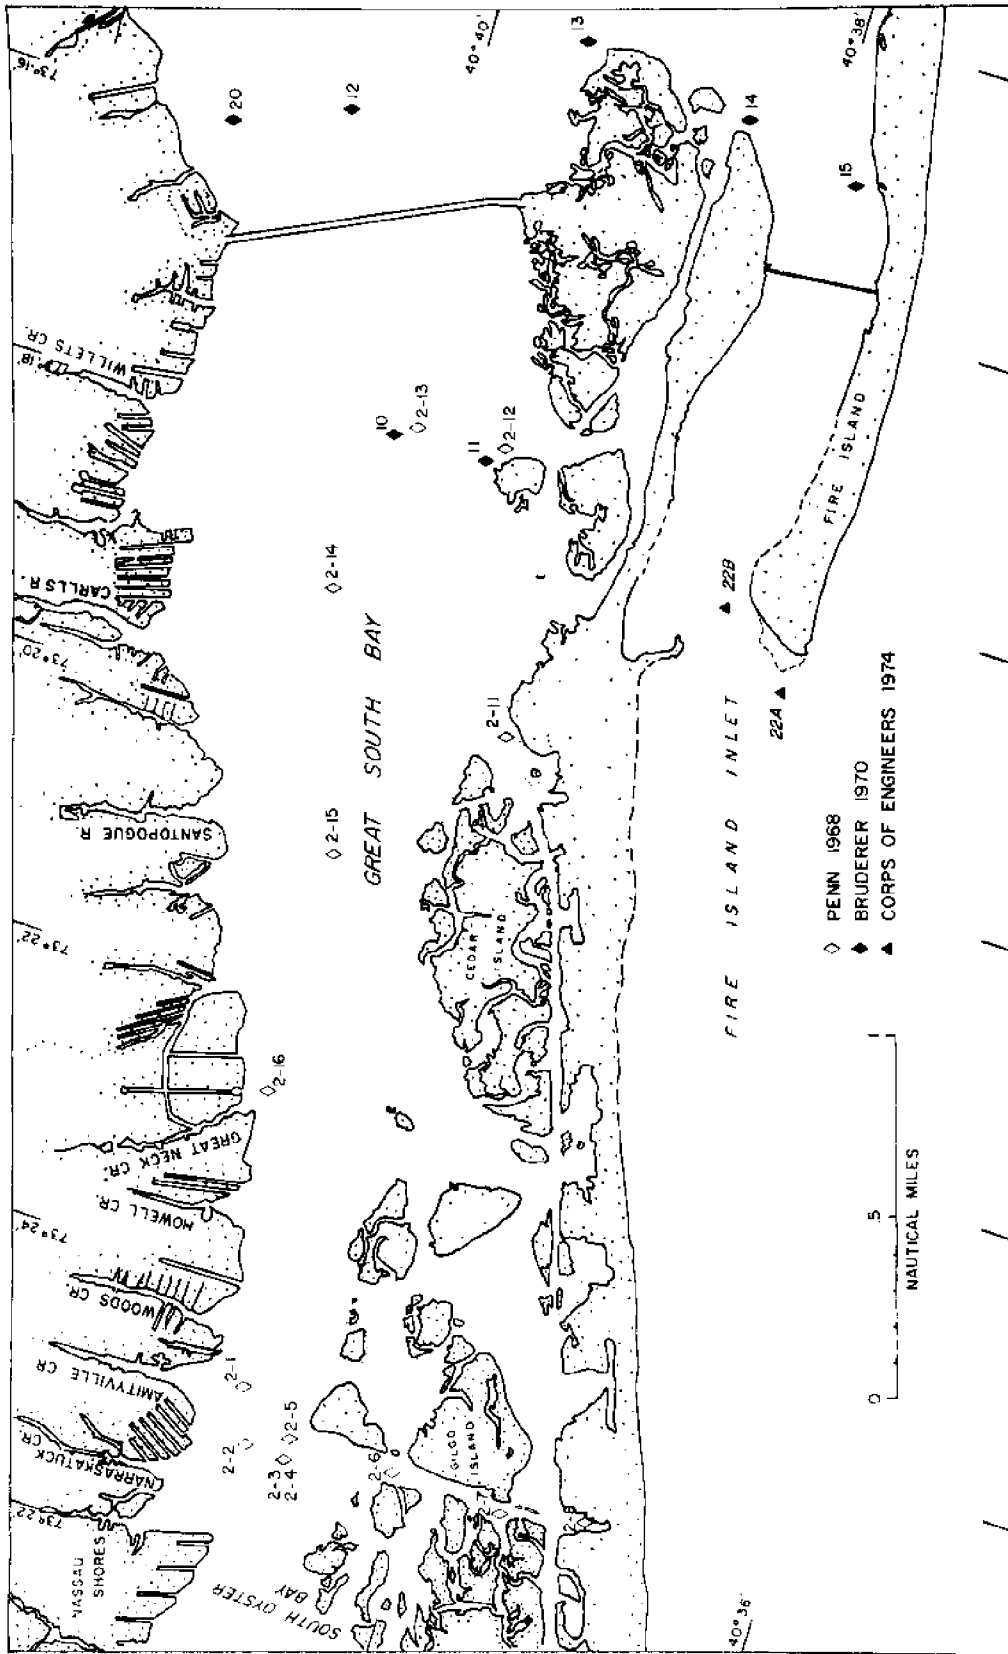 73° 16'
WILLETS CR.
18'
CARLLS R.
73° 20'
SANTOPOGUE R.
73° 22'
GREAT NECK CR.
HOWELL CR.
73° 24'
WOODS CR.
AMITYVILLE CR
NARRASKATUCK CR.
73° 22'
NASSAU
SHORES
20
12
40° 40'
13
40° 38'
14
15
10
2-13
11
2-12
2-14
GREAT SOUTH BAY
2-15
2-11
2-16
2-1
2-2
2-3
2-4
2-5
2-6
2-7
CEDAR
ISLAND
GILGO
ISLAND
SOUTH OYSTER
BAY
FIRE ISLAND
FIRE ISLAND INLET
22B
22A
PENN 1968
BRUDERER 1970
CORPS OF ENGINEERS 1974
0
.5
1
NAUTICAL MILES
40° 36'